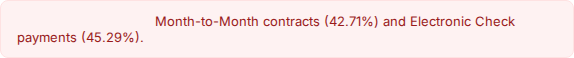 Month-to-Month contracts (42.71%) and Electronic Check
payments (45.29%).